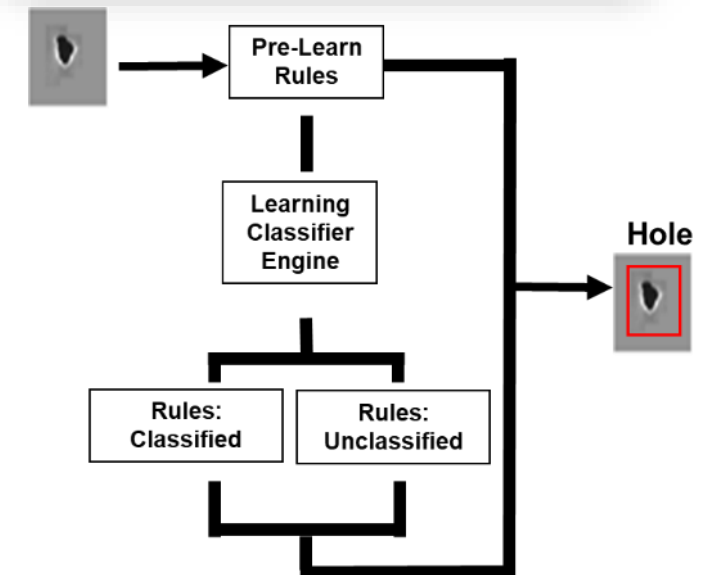 Pre-Learn
Rules
Learning
Classifier
Engine
Hole
Rules:
Classified
Rules:
Unclassified